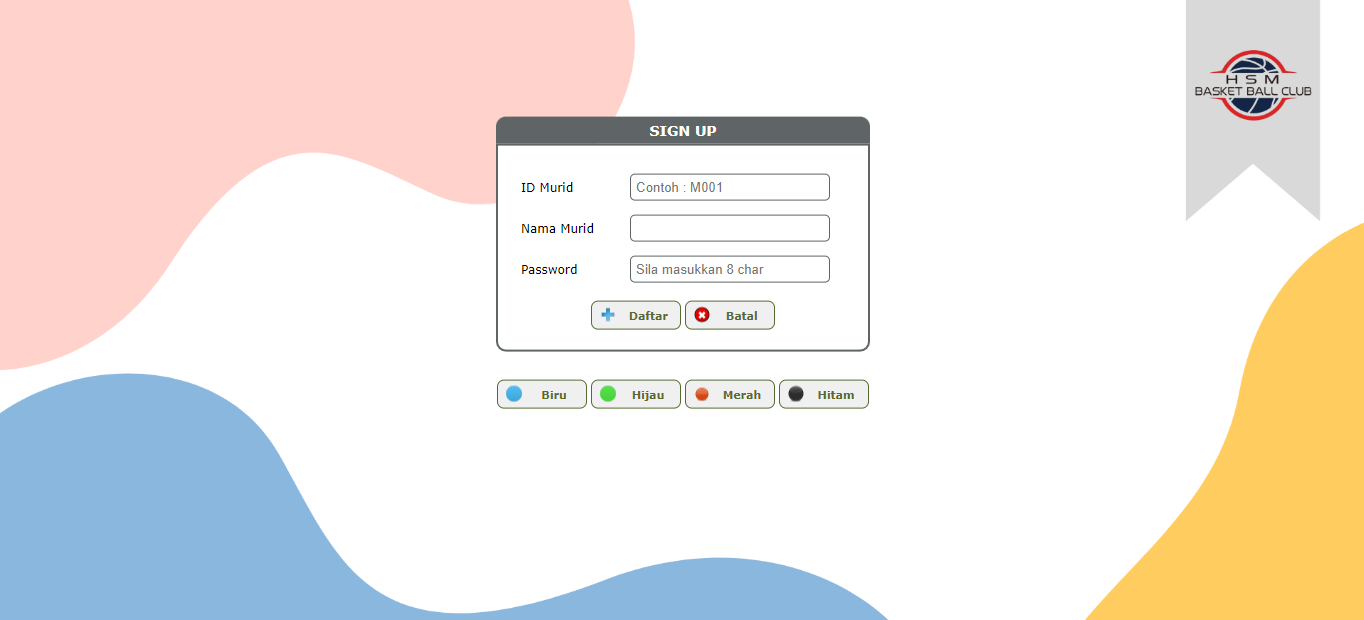 H S M
BASKET BALL CLUB
SIGN UP
ID Murid
Contoh : M001
Nama Murid
Password
Sila masukkan 8 char
Daftar
Batal
Biru
Hijau
Merah
Hitam